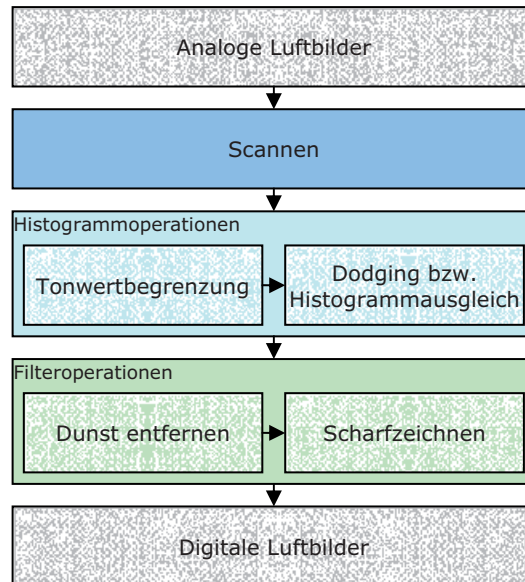 Analoge Luftbilder
Scannen
Histogrammoperationen
Tonwertbegrenzung
Dodging bzw.
Histogrammausgleich
Filteroperationen
Dunst entfernen
Scharfzeichnen
Digitale Luftbilder